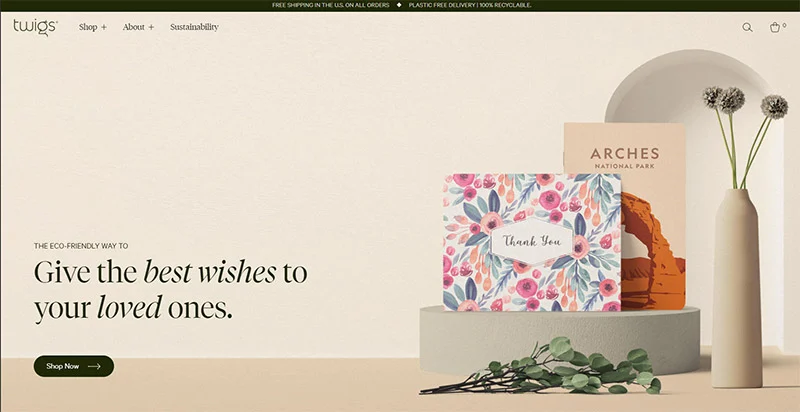 FREE SHIPPING IN THE U.S. ON ALL ORDERS ◆ PLASTIC FREE DELIVERY | 100% RECYCLABLE.
twigs®
Shop +
About +
Sustainability
0
ARCHES
NATIONAL PARK
Thank You
THE ECO-FRIENDLY WAY TO
Give the best wishes to
your loved ones.
Shop Now →